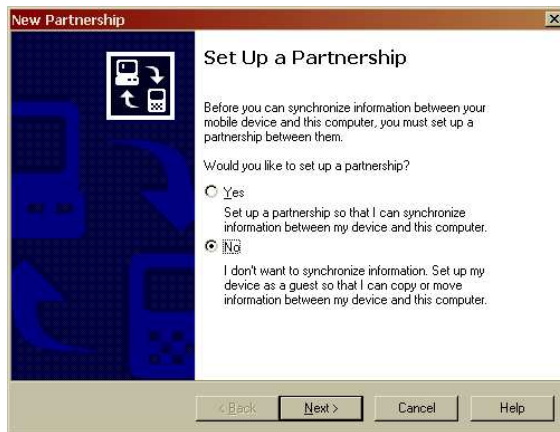 New Partnership
Set Up a Partnership
Before you can synchronize information between your
mobile device and this computer, you must set up a
partnership between them.
Would you like to set up a partnership?
Yes
Set up a partnership so that I can synchronize
information between my device and this computer.
No
I don't want to synchronize information. Set up my
device as a guest so that I can copy or move
information between my device and this computer.
< Back
Next >
Cancel
Help